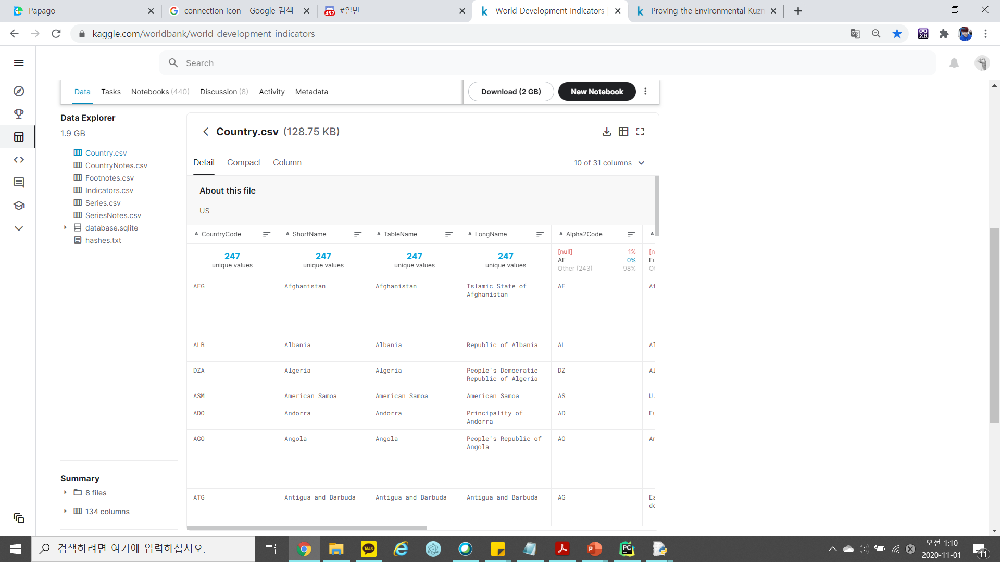 Papago
connection icon - Google 검색
452 #일반
World Development Indicators
Proving the Environmental Kuzn
kaggle.com/worldbank/world-development-indicators
XR
Search
Data Tasks Notebooks (440) Discussion (8) Activity Metadata
Download (2 GB) New Notebook
Data Explorer
1.9 GB
Country.csv
CountryNotes.csv
Footnotes.csv
Indicators.csv
Series.csv
SeriesNotes.csv
database.sqlite
hashes.txt
Summary
8 files
134 columns
Country.csv (128.75 KB)
Detail Compact Column
10 of 31 columns
About this file
US
A CountryCode A ShortName A TableName A LongName A Alpha2Code A
247 unique values 247 unique values 247 unique values 247 unique values
[null] 1% [n
AF 0% Eu
Other (243) 98% Ot
AFG Afghanistan Afghanistan Islamic State of Afghanistan AF Af
ALB Albania Albania Republic of Albania AL Al
DZA Algeria Algeria People's Democratic Republic of Algeria DZ Al
ASM American Samoa American Samoa American Samoa AS U.
ADO Andorra Andorra Principality of Andorra AD Eu
AGO Angola Angola People's Republic of Angola AO An
ATG Antigua and Barbuda Antigua and Barbuda Antigua and Barbuda AG Ea
do
검색하려면 여기에 입력하십시오.
TALK
PC
오전 1:10
2020-11-01
11